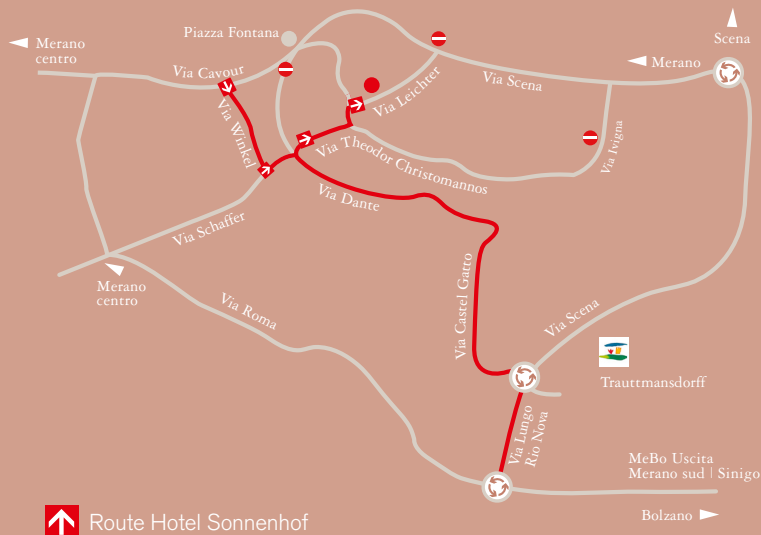 Piazza Fontana
Merano
centro
Scena
Merano
Via Cavour
Via Scena
Via Leichter
Via Winkel
Via Theodor Christomannos
Via Ivigna
Via Dante
Via Schaffer
Merano
centro
Via Roma
Via Castel Gatto
Via Scena
Trauttmansdorff
Via Lungo
Rio Nova
MeBo Uscita
Merano sud | Sinigo
Bolzano
Route Hotel Sonnenhof